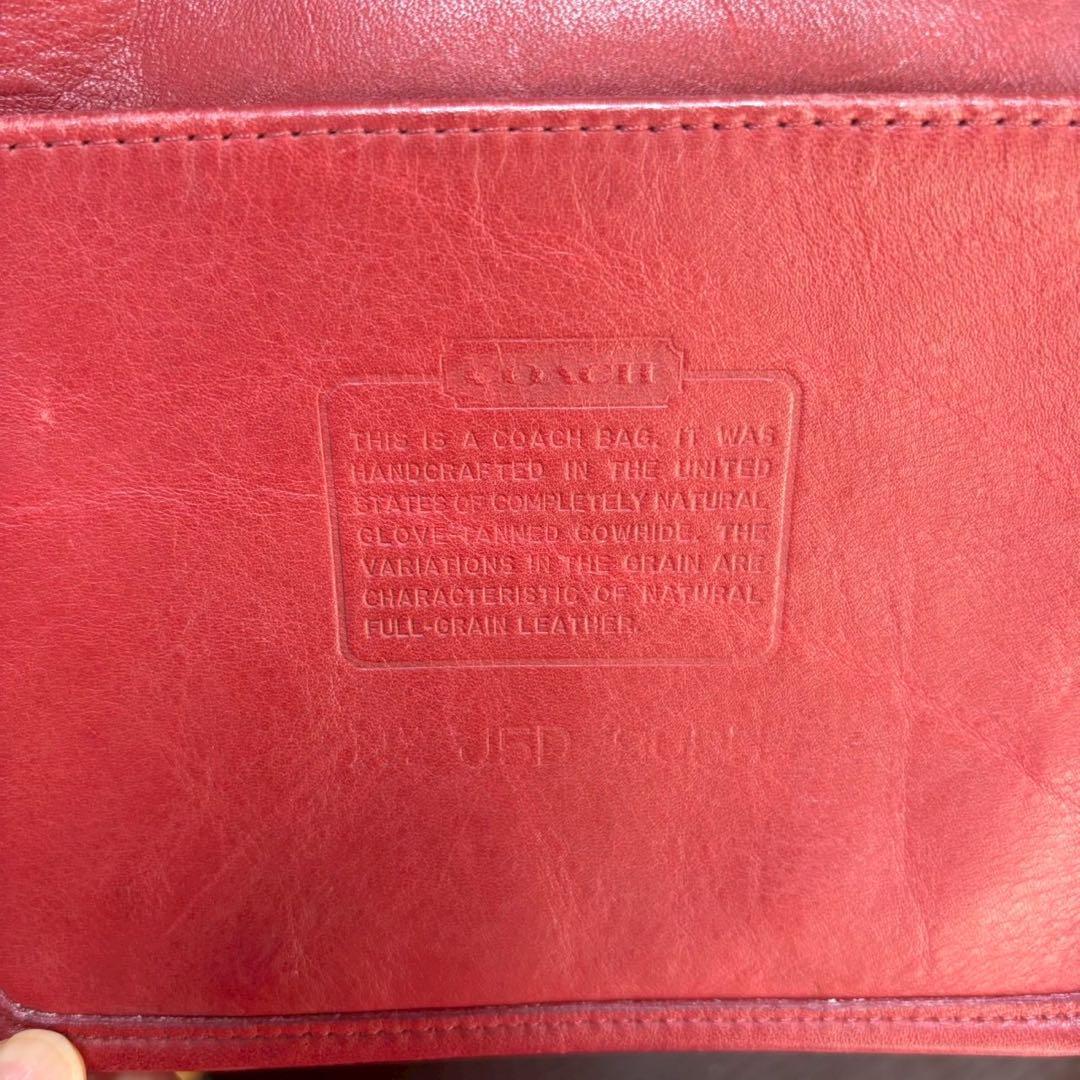 COACH
THIS IS A COACH BAG. IT WAS
HANDCRAFTED IN THE UNITED
STATES OF COMPLETELY NATURAL
GLOVE-TANNED COWHIDE. THE
VARIATIONS IN THE GRAIN ARE
CHARACTERISTIC OF NATURAL
FULL-GRAIN LEATHER.